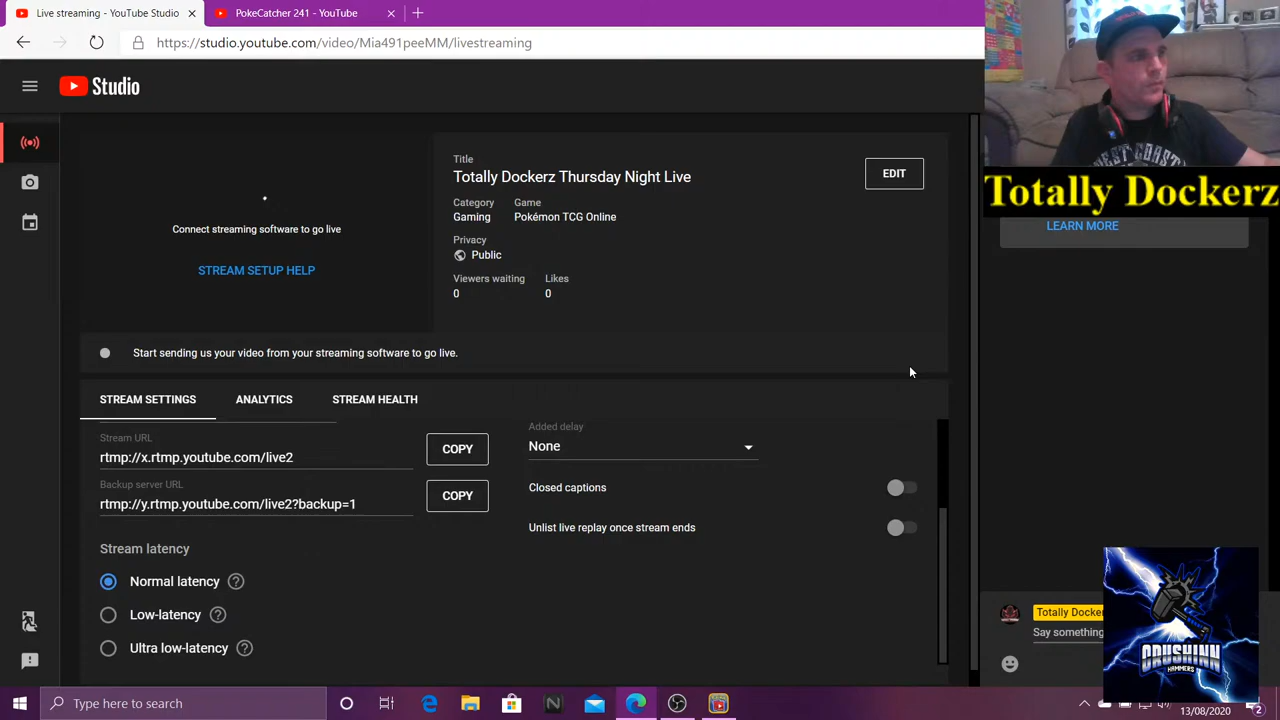 Live streaming - YouTube Studio
PokeCatcher 241 - YouTube
https://studio.youtube.com/video/Mia491peeMM/livestreaming
Studio
Connect streaming software to go live
STREAM SETUP HELP
Title
Totally Dockerz Thursday Night Live
EDIT
Category
Game
Gaming
Pokémon TCG Online
Privacy
Public
Viewers waiting
Likes
0
0
Start sending us your video from your streaming software to go live.
STREAM SETTINGS
ANALYTICS
STREAM HEALTH
Stream URL
rtmp://x.rtmp.youtube.com/live2
COPY
Backup server URL
rtmp://y.rtmp.youtube.com/live2?backup=1
COPY
Stream latency
Normal latency
Low-latency
Ultra low-latency
Added delay
None
Closed captions
Unlist live replay once stream ends
Totally Dockerz
LEARN MORE
Totally Docker
Say something
CRUSHINN
HAMMERS
Type here to search
13/08/2020
2